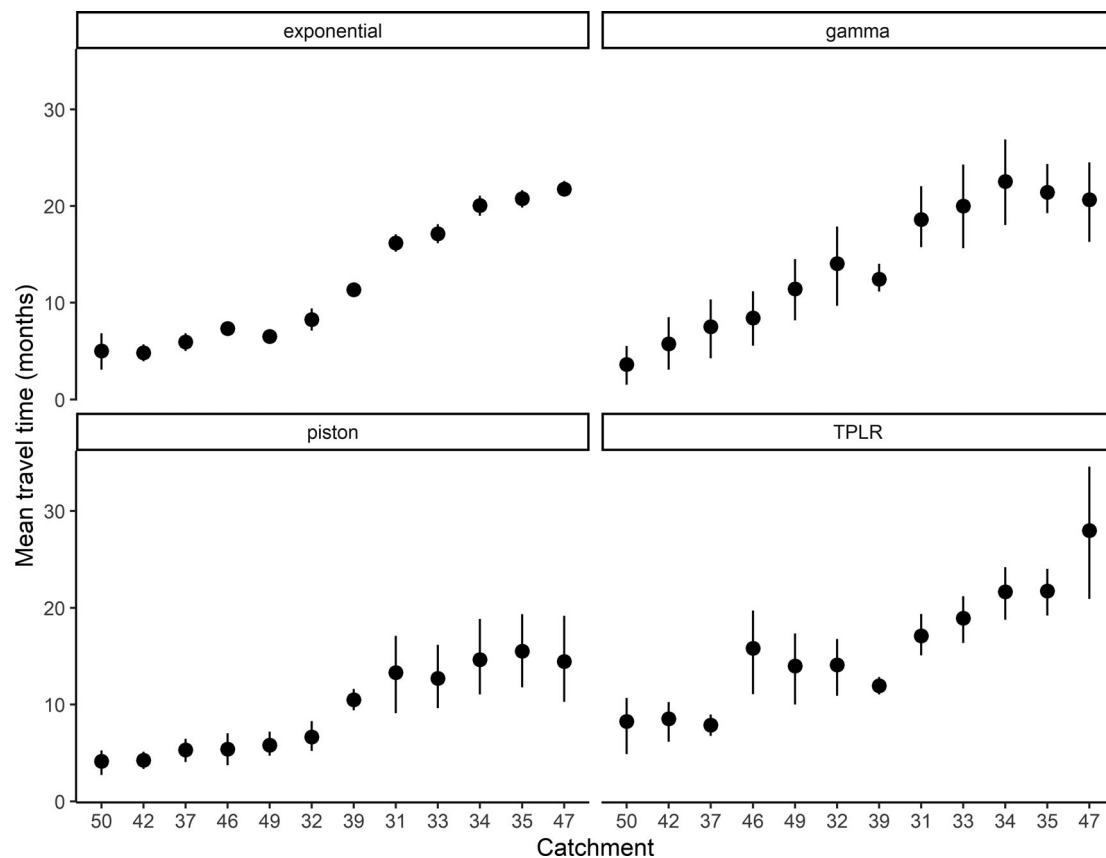 exponential
gamma
30
20
10
0
piston
TPLR
30
20
10
0
50 42 37 46 49 32 39 31 33 34 35 47
50 42 37 46 49 32 39 31 33 34 35 47
Catchment
Mean travel time (months)